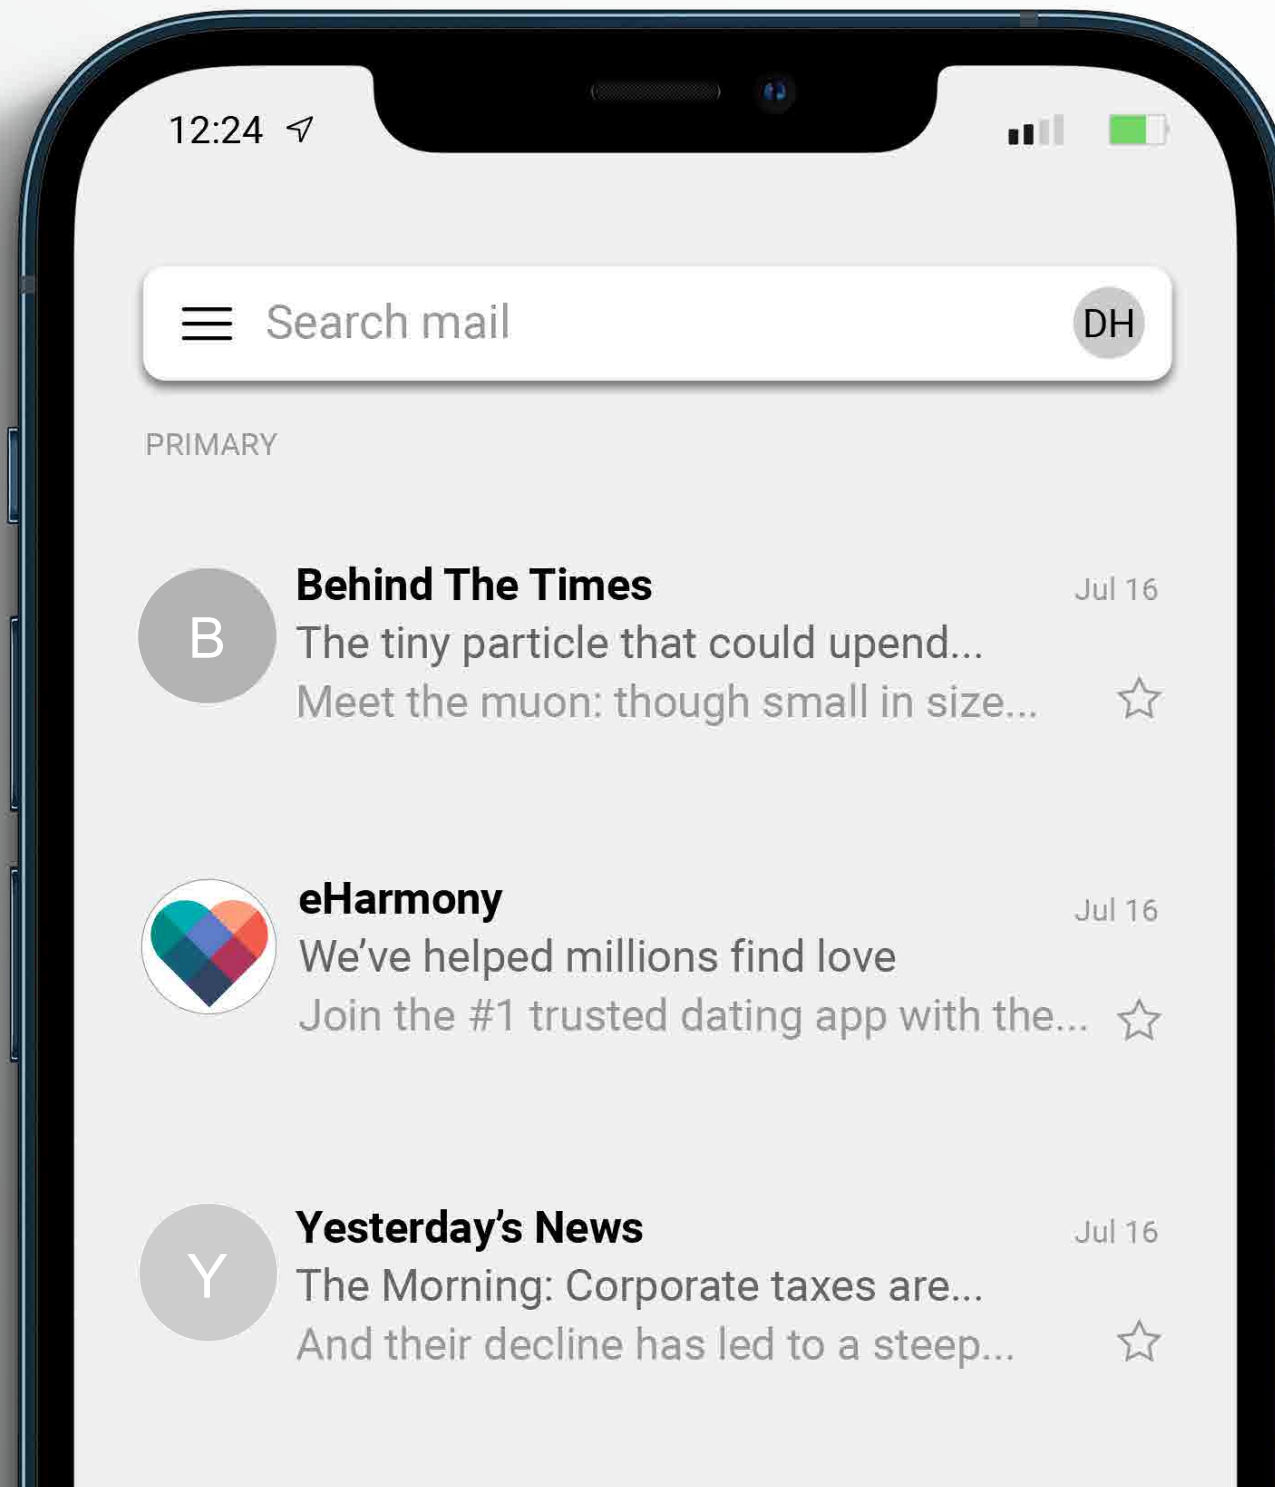 12:24
Search mail
DH
PRIMARY
B
Behind The Times
Jul 16
The tiny particle that could upend...
Meet the muon: though small in size...
eHarmony
Jul 16
We’ve helped millions find love
Join the #1 trusted dating app with the...
Y
Yesterday’s News
Jul 16
The Morning: Corporate taxes are...
And their decline has led to a steep...